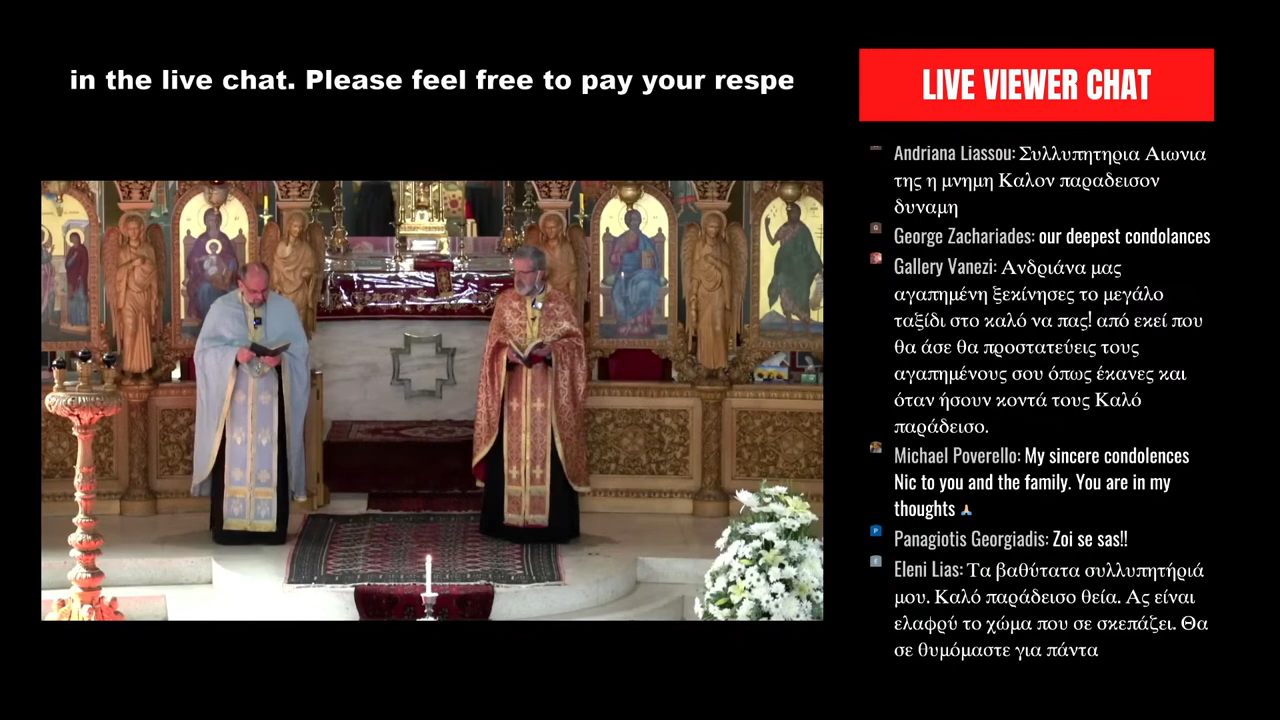 in the live chat. Please feel free to pay your respe
LIVE VIEWER CHAT
Andriana Liassou: Συλλυπητηρια Αιωνια
της η μνημη Καλον παραδεισον
δυναμη
George Zachariades: our deepest condolances
Gallery Vanezi: Ανδριάνα μας
αγαπημένη ξεκίνησες το μεγάλο
ταξίδι στο καλό να πας! από εκεί που
θα άσε θα προστατεύεις τους
αγαπημένους σου όπως έκανες και
όταν ήσουν κοντά τους Καλό
παράδεισο.
Michael Poverello: My sincere condolences
Nic to you and the family. You are in my
thoughts 🙏
Panagiotis Georgiadis: Zoi se sas!!
Eleni Lias: Τα βαθύτατα συλλυπητήριά
μου. Καλό παράδεισο θεία. Ας είναι
ελαφρύ το χώμα που σε σκεπάζει. Θα
σε θυμόμαστε για πάντα